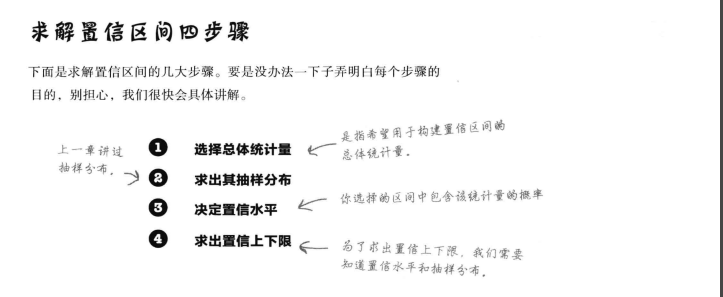 求解置信区间四步骤
下面是求解置信区间的几大步骤。要是没办法一下子弄明白每个步骤的
目的，别担心，我们很快会具体讲解。
上一章讲过
抽样分布。
1 选择总体统计量
2 求出其抽样分布
3 决定置信水平
4 求出置信上下限
是指希望用于构建置信区间的
总体统计量。
你选择的区间中包含该统计量的概率
为了求出置信上下限，我们需要
知道置信水平和抽样分布。